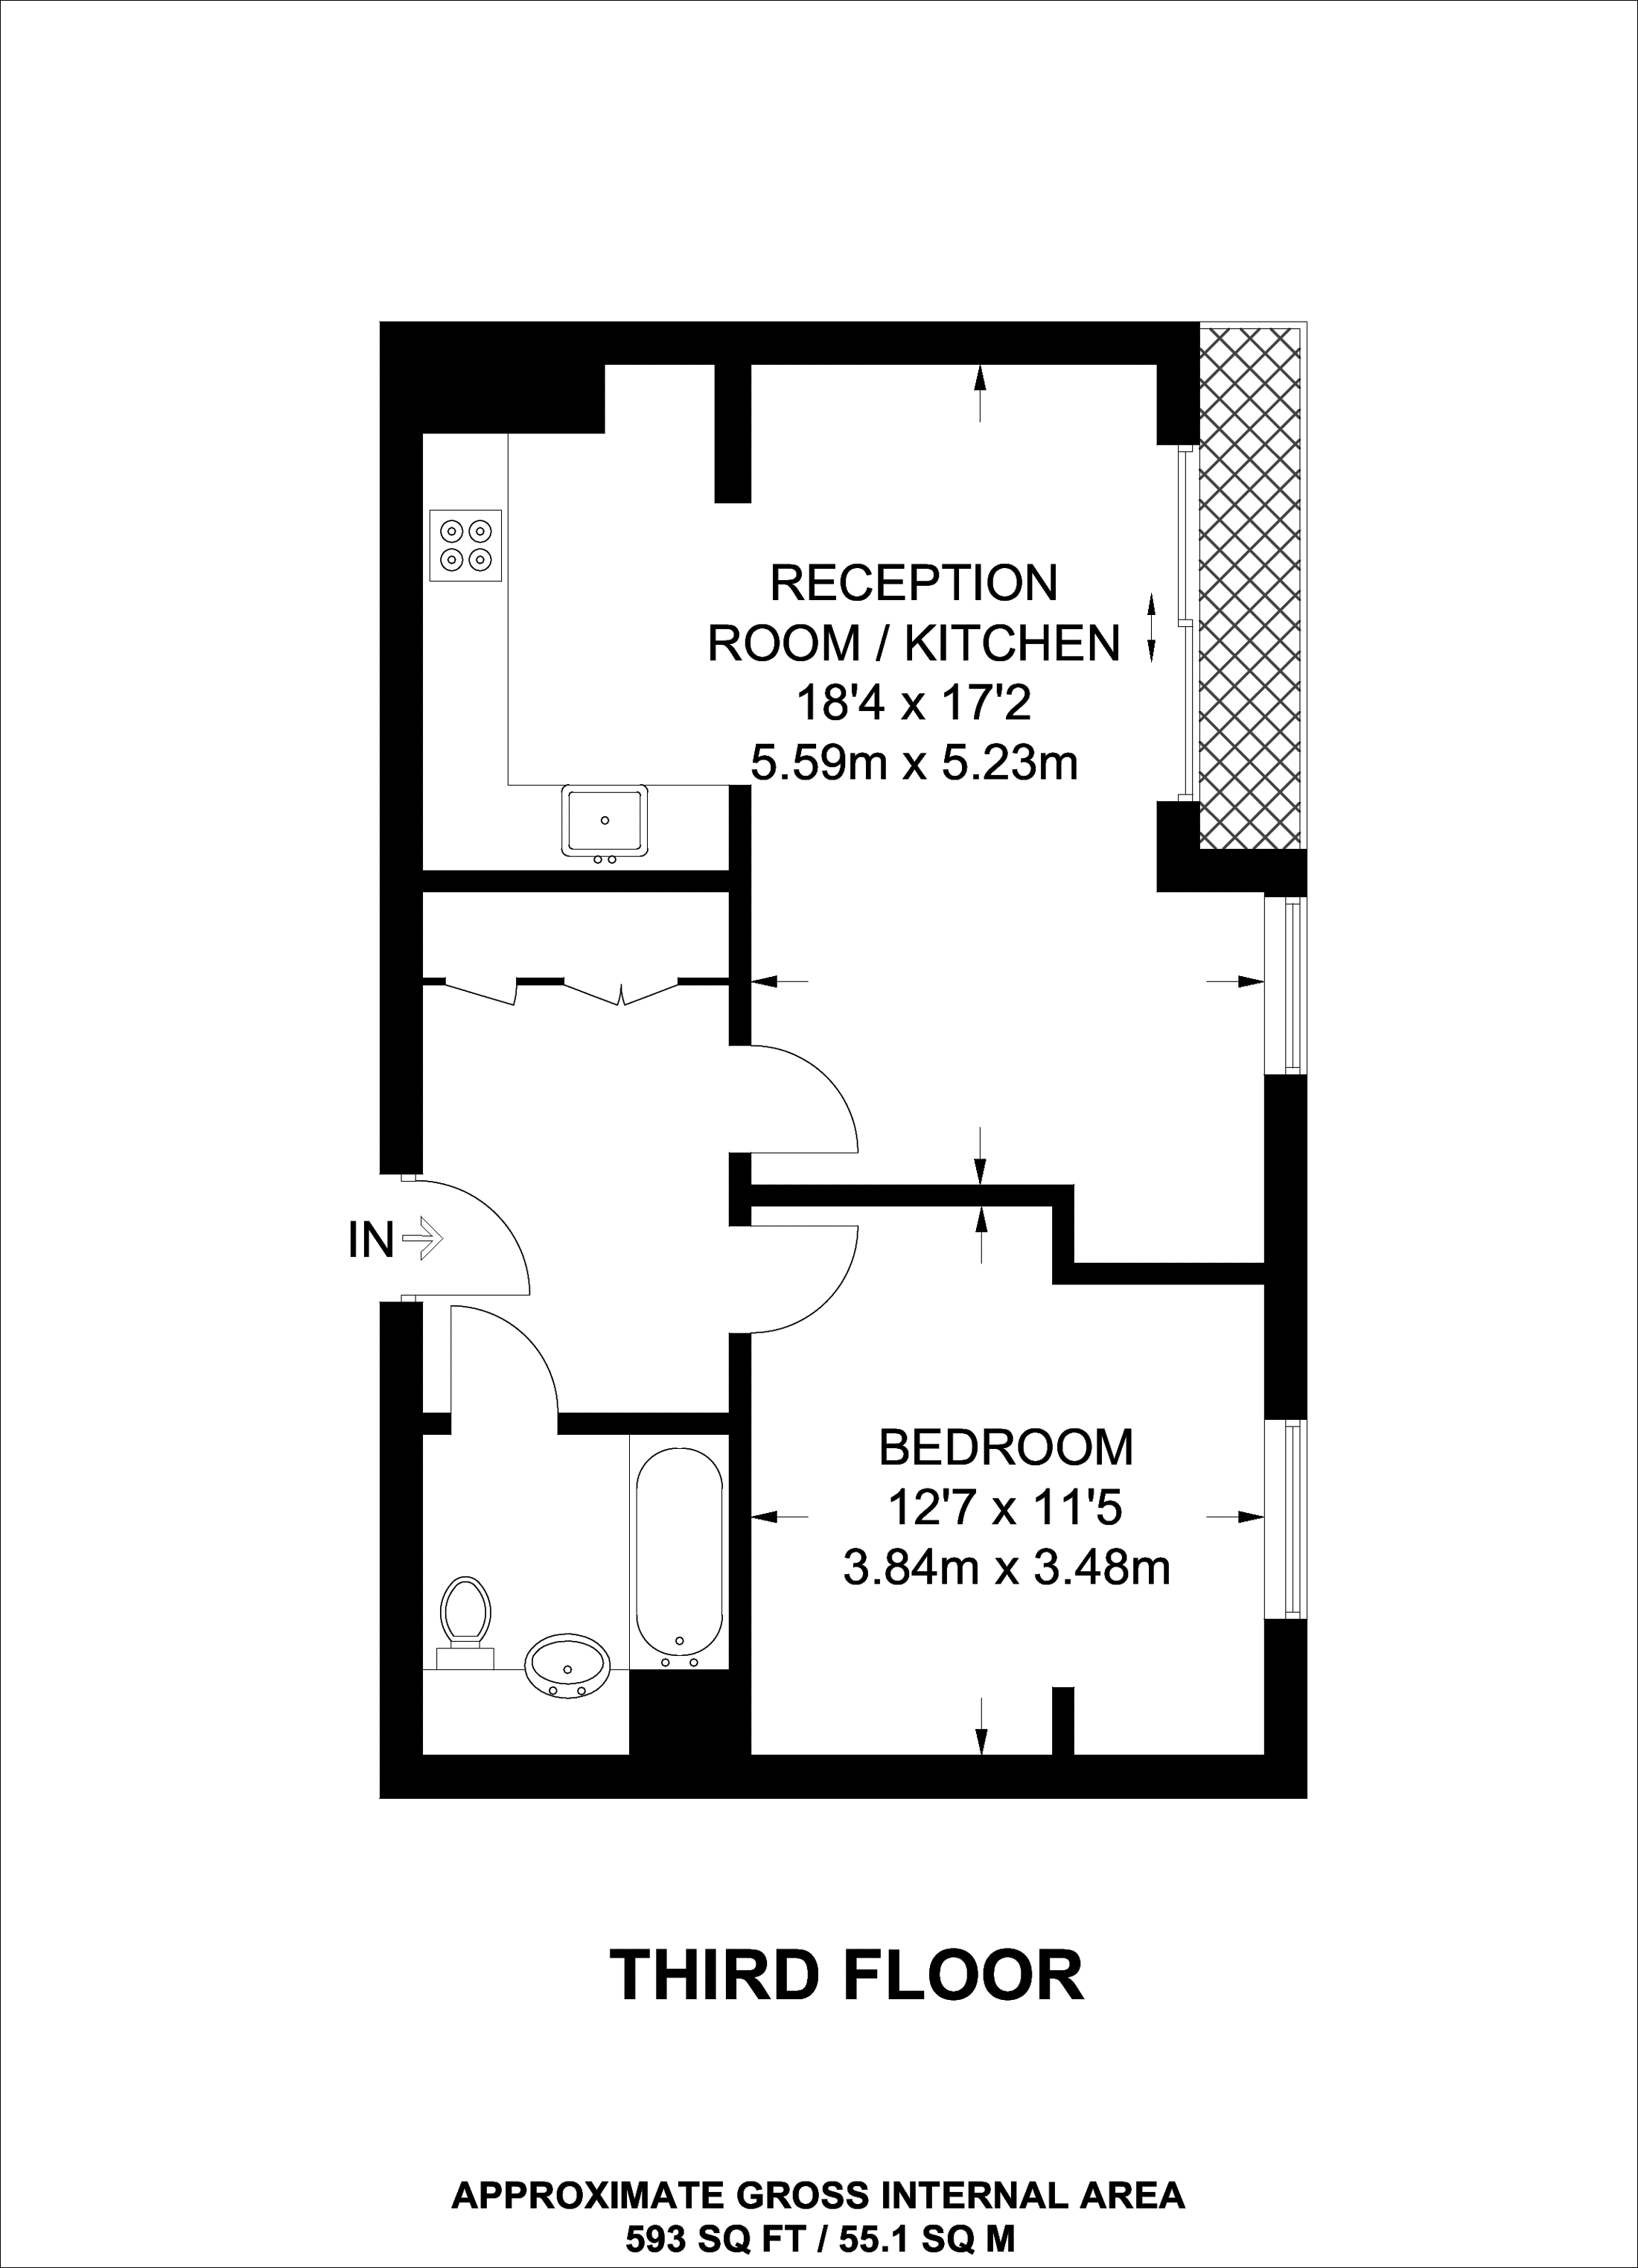 RECEPTION
ROOM / KITCHEN
18'4 x 17'2
5.59m x 5.23m
IN
BEDROOM
12'7 x 11'5
3.84m x 3.48m
THIRD FLOOR
APPROXIMATE GROSS INTERNAL AREA
593 SQ FT / 55.1 SQ M